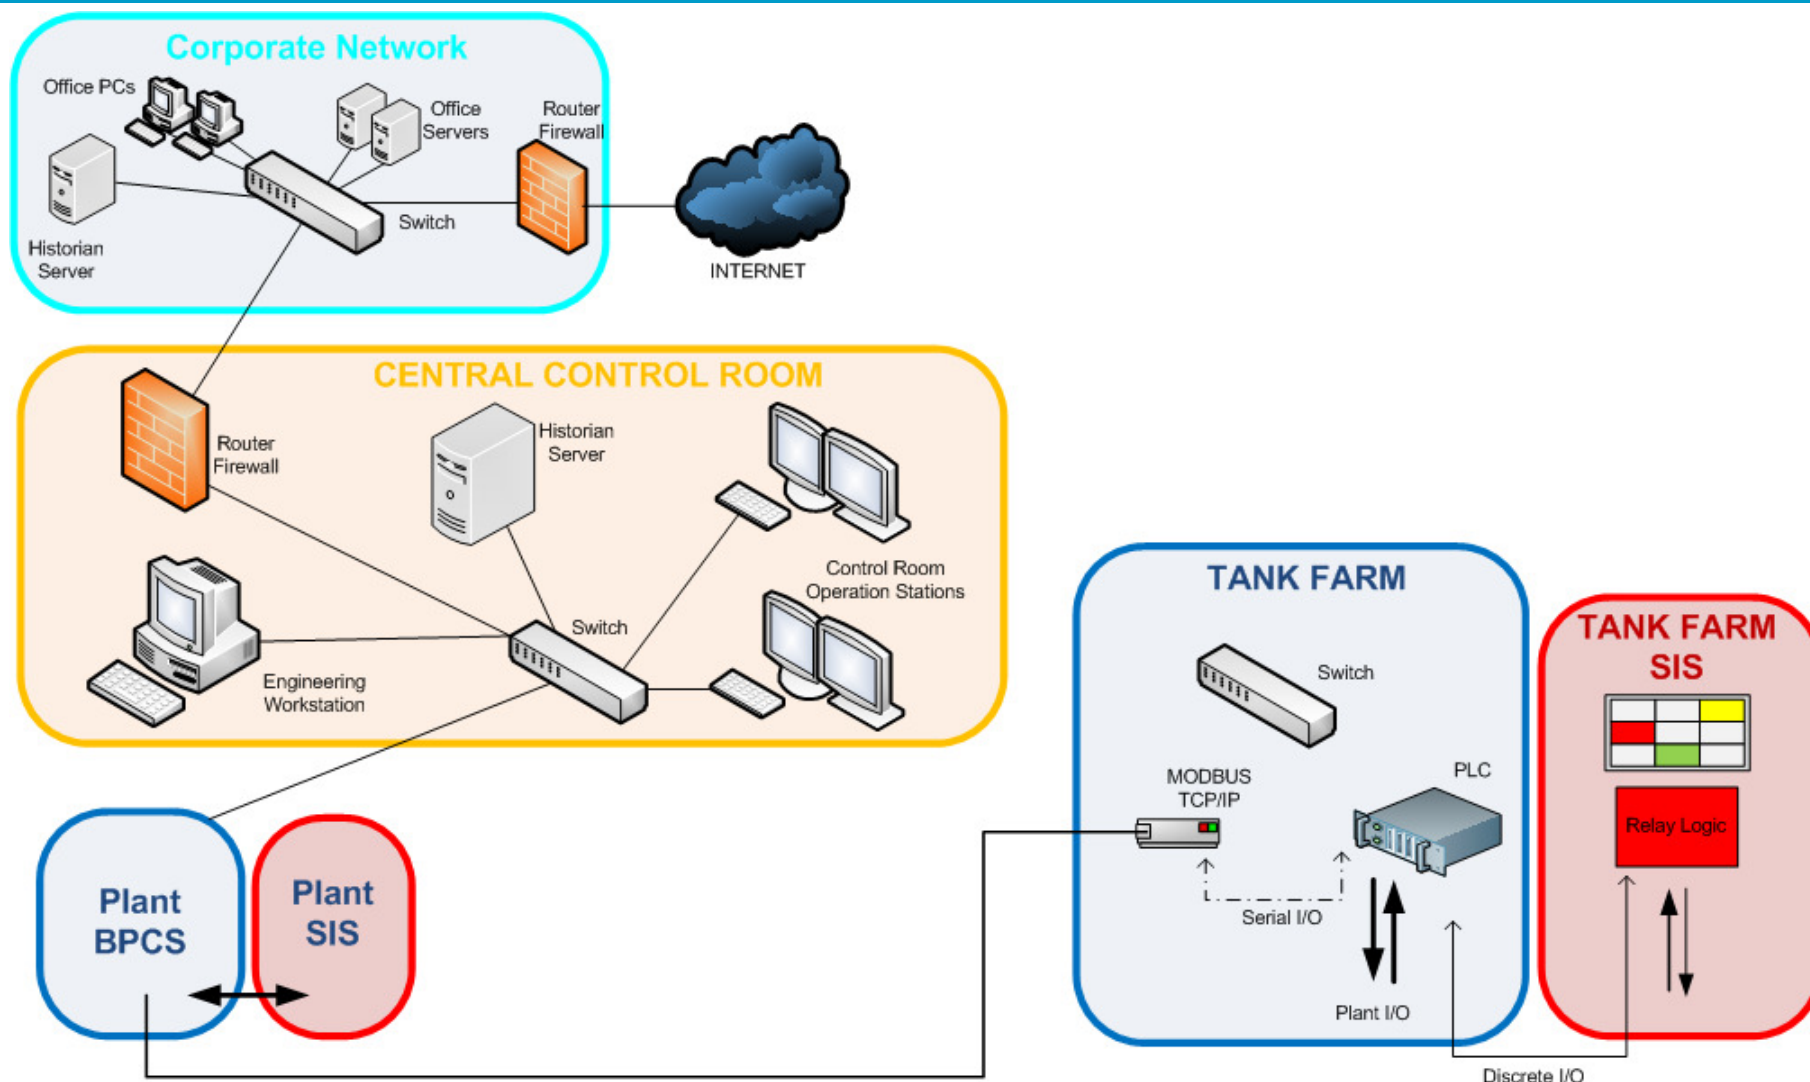 Corporate Network
Office PCs
Office
Servers
Router
Firewall
Switch
Historian
Server
INTERNET
CENTRAL CONTROL ROOM
Router
Firewall
Historian
Server
Control Room
Operation Stations
Switch
Engineering
Workstation
TANK FARM
Switch
MODBUS
TCP/IP
PLC
Serial I/O
Plant I/O
TANK FARM
SIS
Relay Logic
Discrete I/O
Plant
BPCS
Plant
SIS